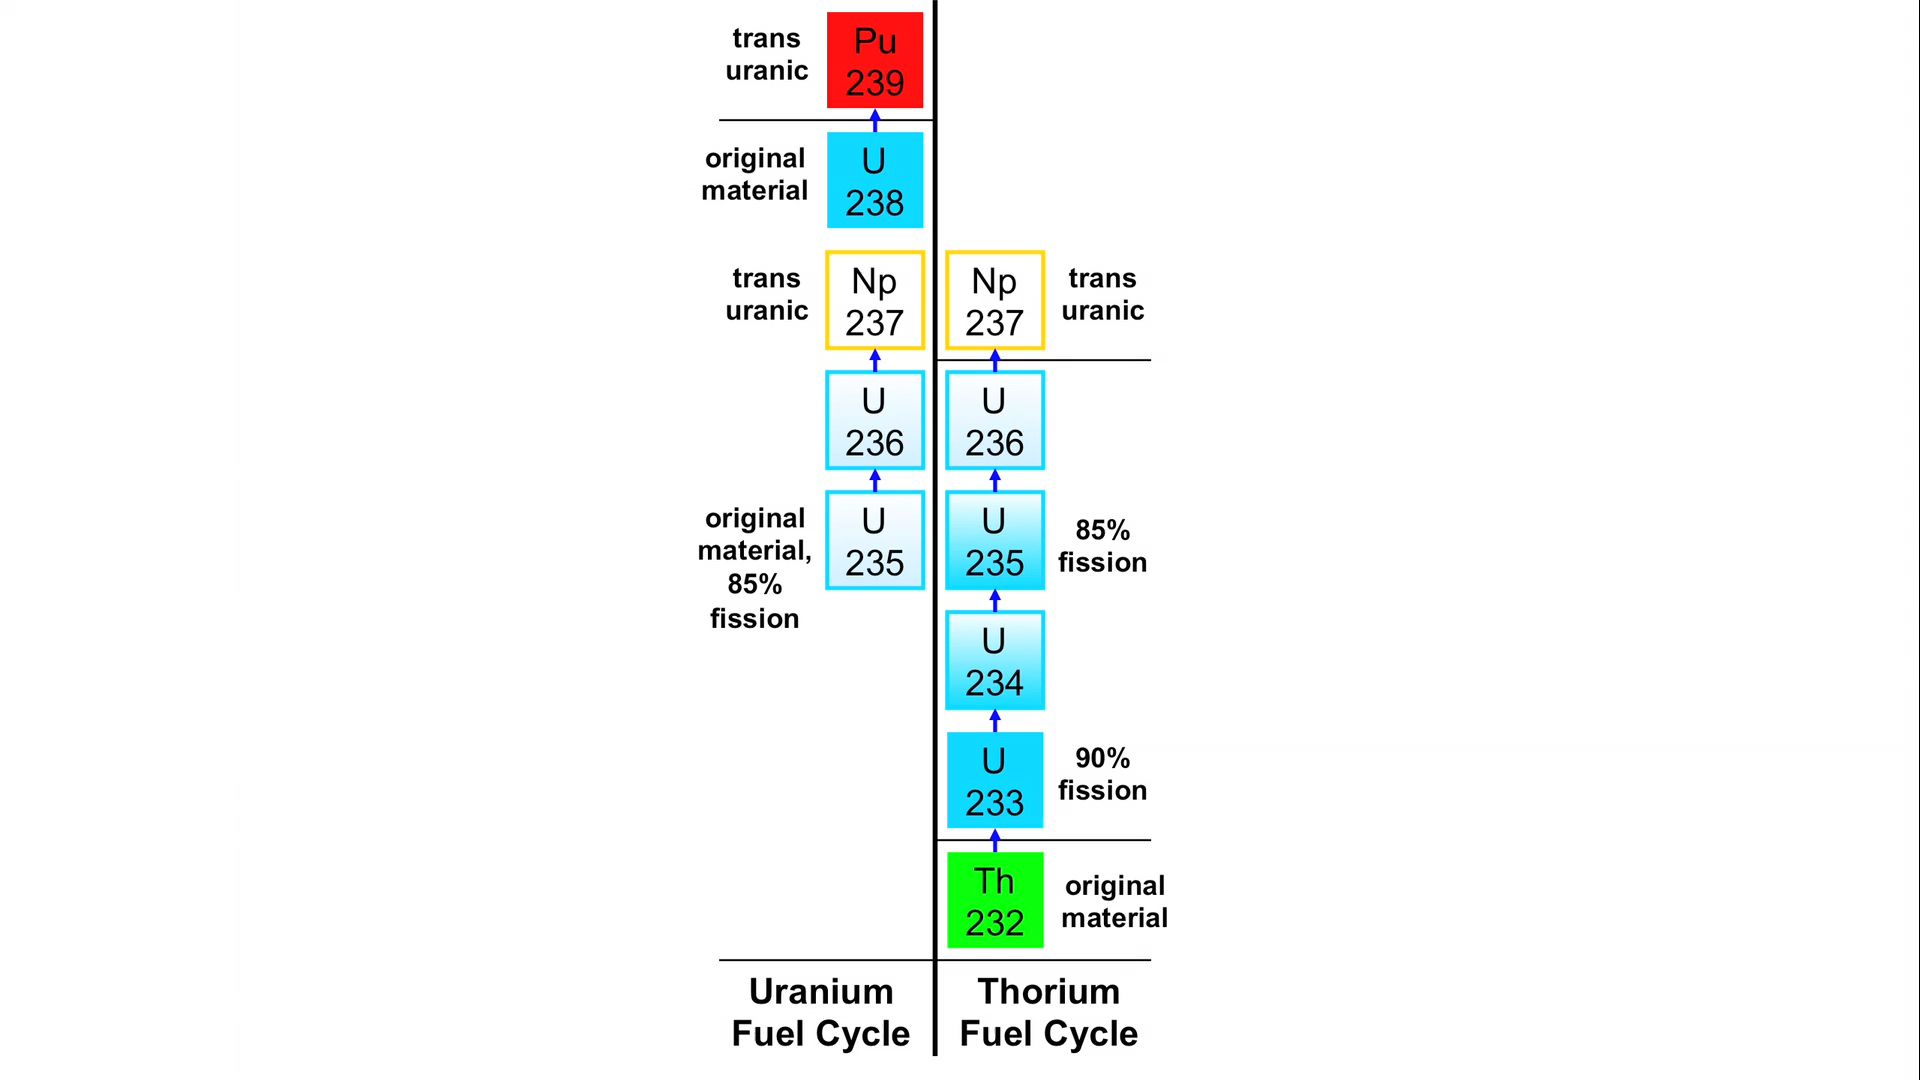 trans
uranic
Pu
239
original
material
U
238
trans
uranic
Np
237
Np
237
trans
uranic
U
236
U
236
original
material,
85%
fission
U
235
U
235
85%
fission
U
234
U
233
90%
fission
Th
232
original
material
Uranium
Fuel Cycle
Thorium
Fuel Cycle